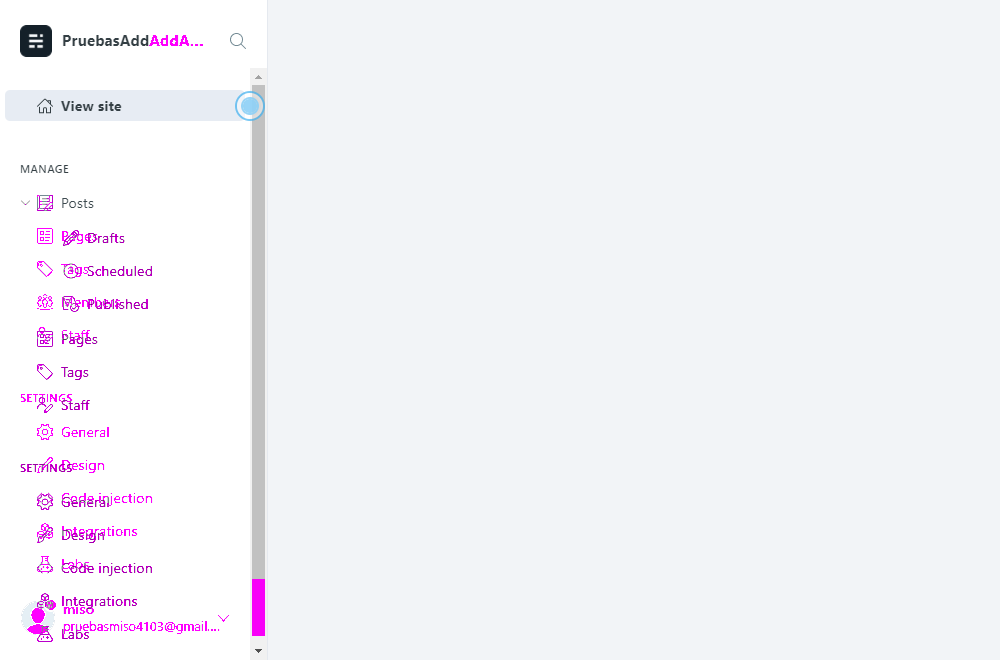 PruebasAddAddA...
View site
MANAGE
Posts
Pages
Drafts
Tags
Scheduled
Members
Published
Staff
Pages
Tags
SETTINGS
Staff
General
Design
SETTINGS
Code injection
General
Integrations
Design
Labs
Code injection
Integrations
miso
pruebasmiso4103@gmail...
Labs